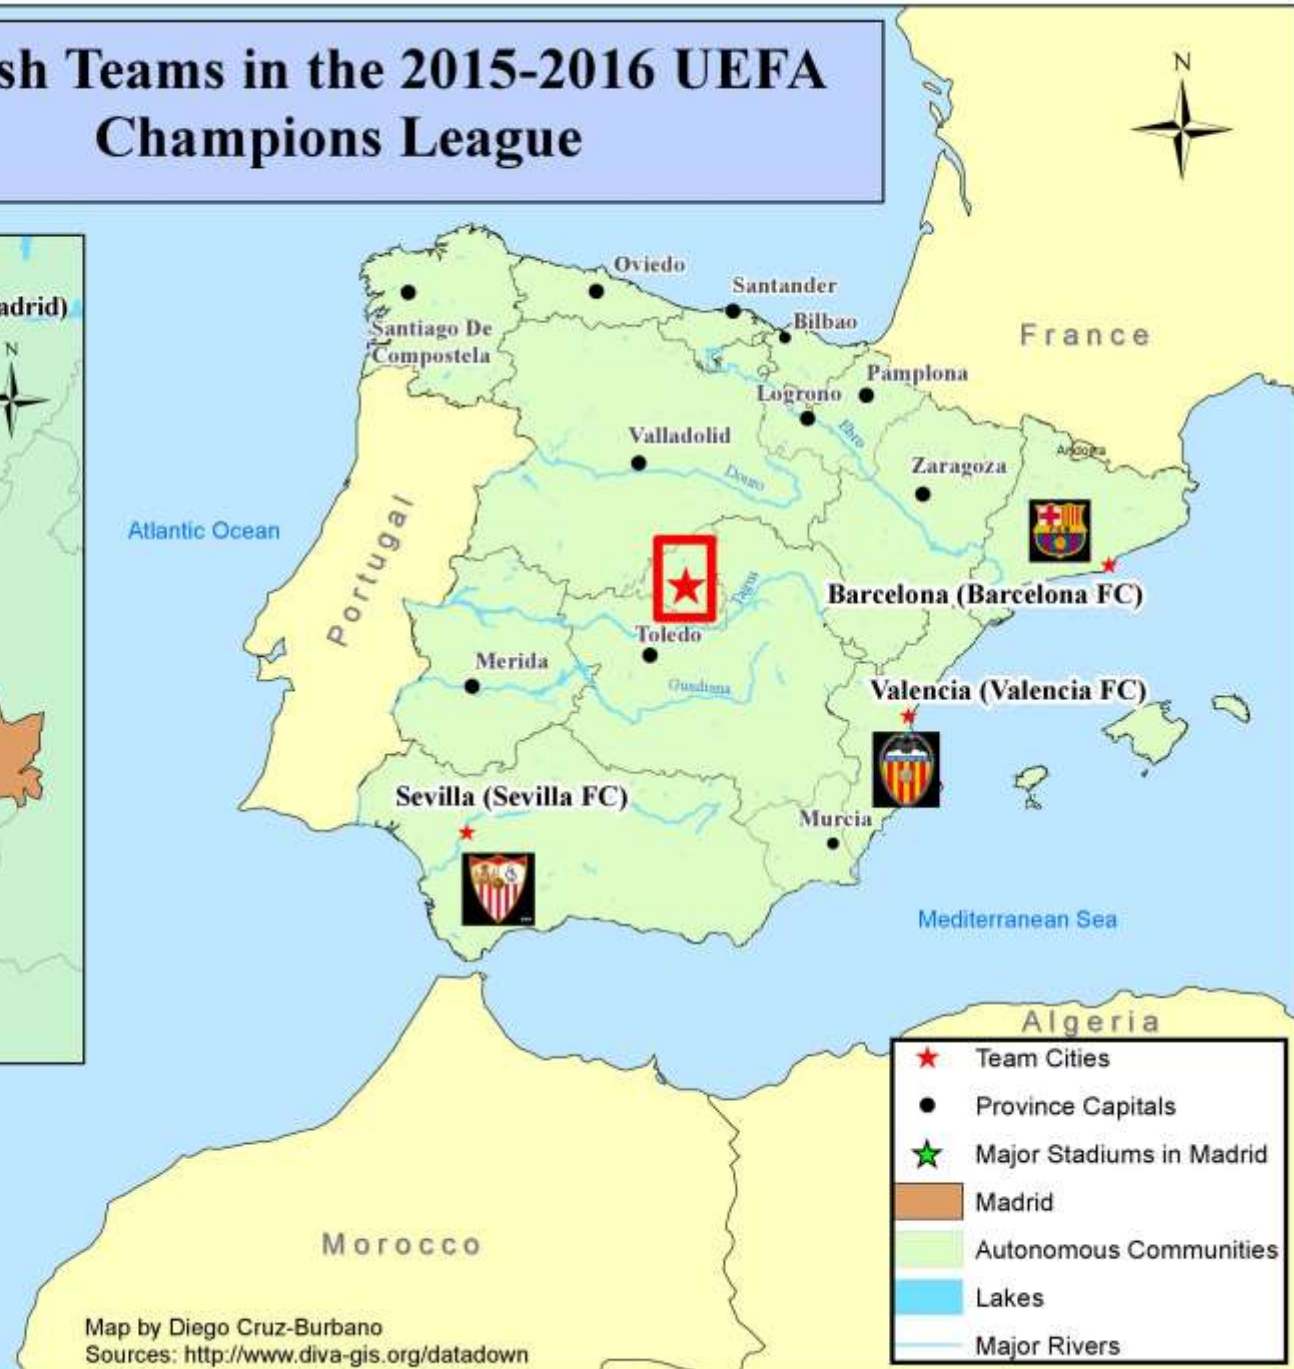 sh Teams in the 2015-2016 UEFA
Champions League
N
adrid)
N
Oviedo
Santander
Bilbao
Santiago De
Compostela
France
Pamplona
Logrono
Ebro
Valladolid
Andorra
Zaragoza
Douro
Atlantic Ocean
Portugal
Tagus
Barcelona (Barcelona FC)
Toledo
Merida
Guadiana
Valencia (Valencia FC)
Sevilla (Sevilla FC)
Murcia
Mediterranean Sea
Algeria
Team Cities
Province Capitals
Major Stadiums in Madrid
Madrid
Autonomous Communities
Lakes
Major Rivers
Morocco
Map by Diego Cruz-Burbano
Sources: http://www.diva-gis.org/datadown